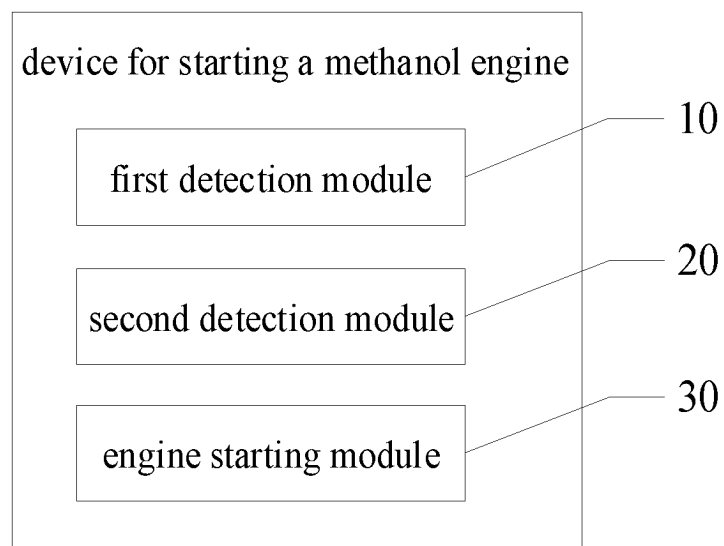 device for starting a methanol engine
first detection module
10
second detection module
20
engine starting module
30